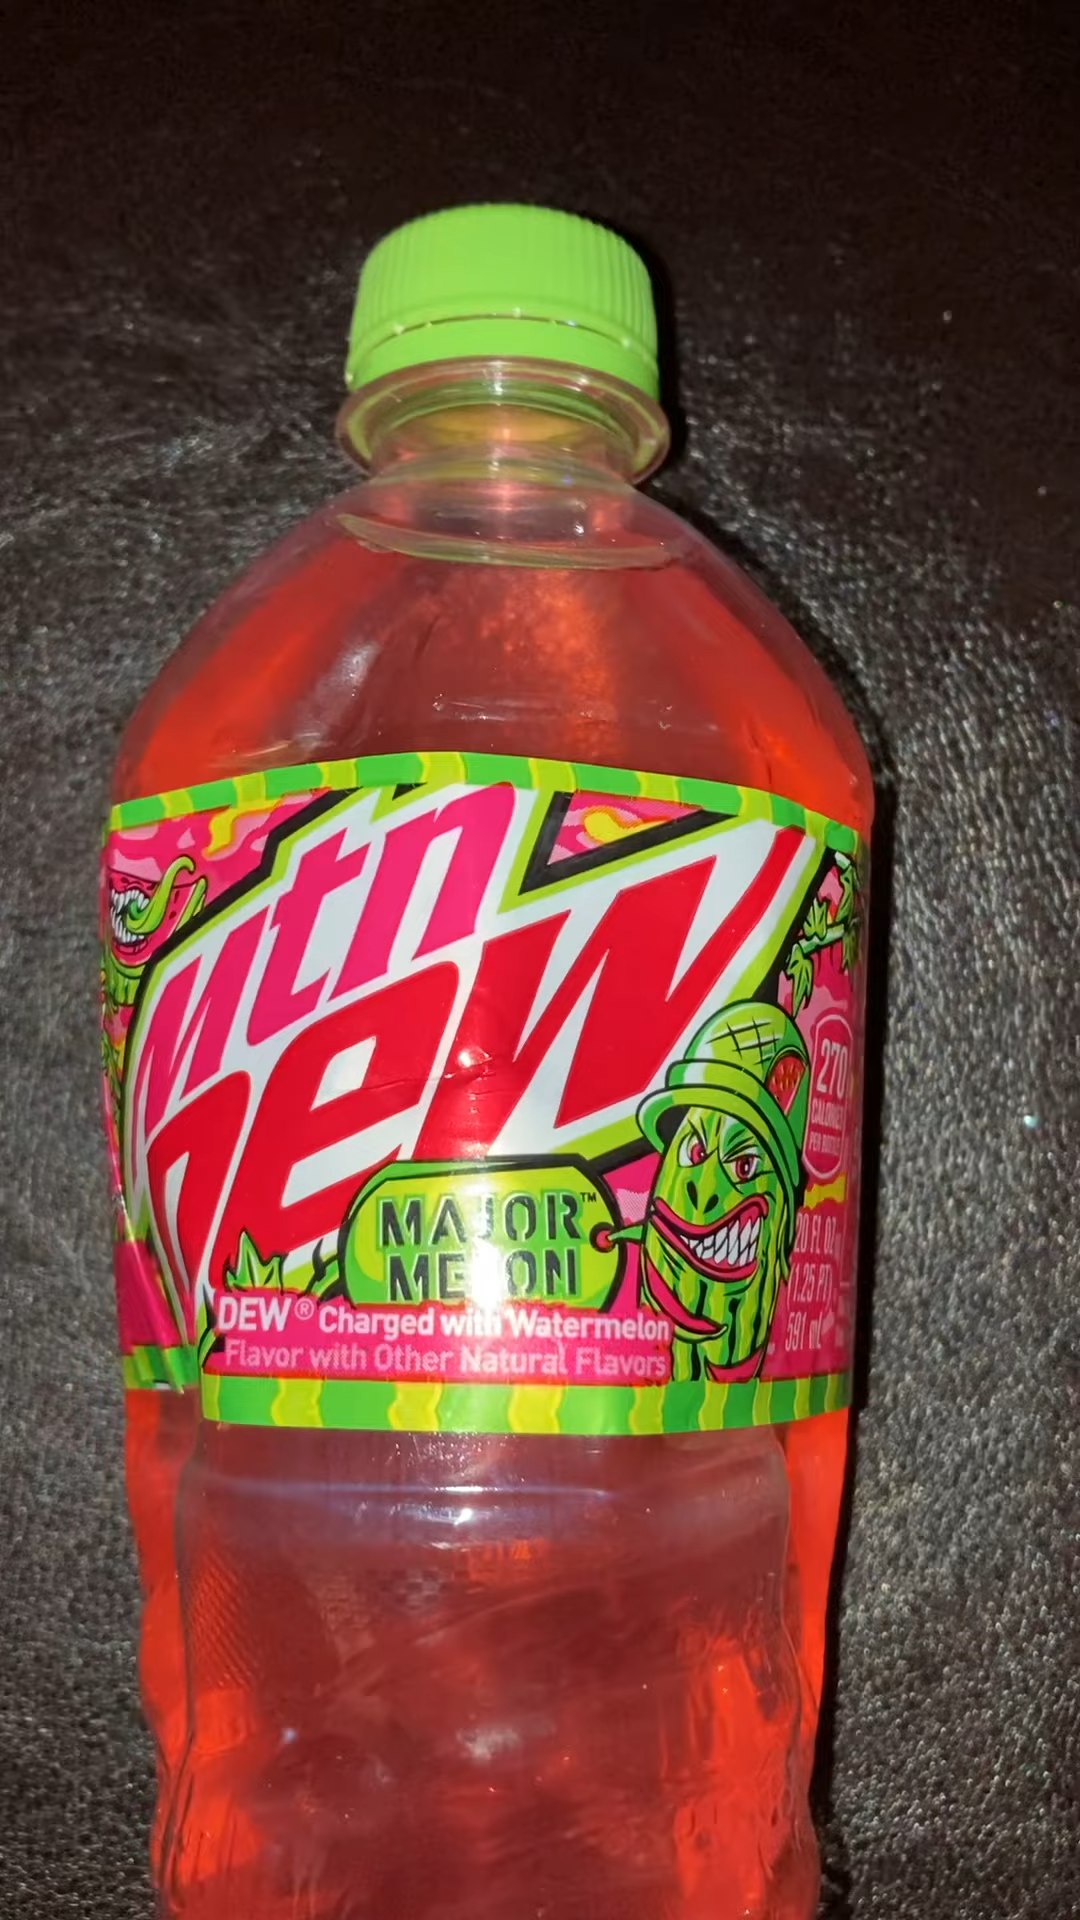 Mtn
DEW
MAJOR™
MELON
DEW® Charged with Watermelon
Flavor with Other Natural Flavors
270
CALORIES
PER BOTTLE
20 FL OZ
(1.25 PT)
591 mL